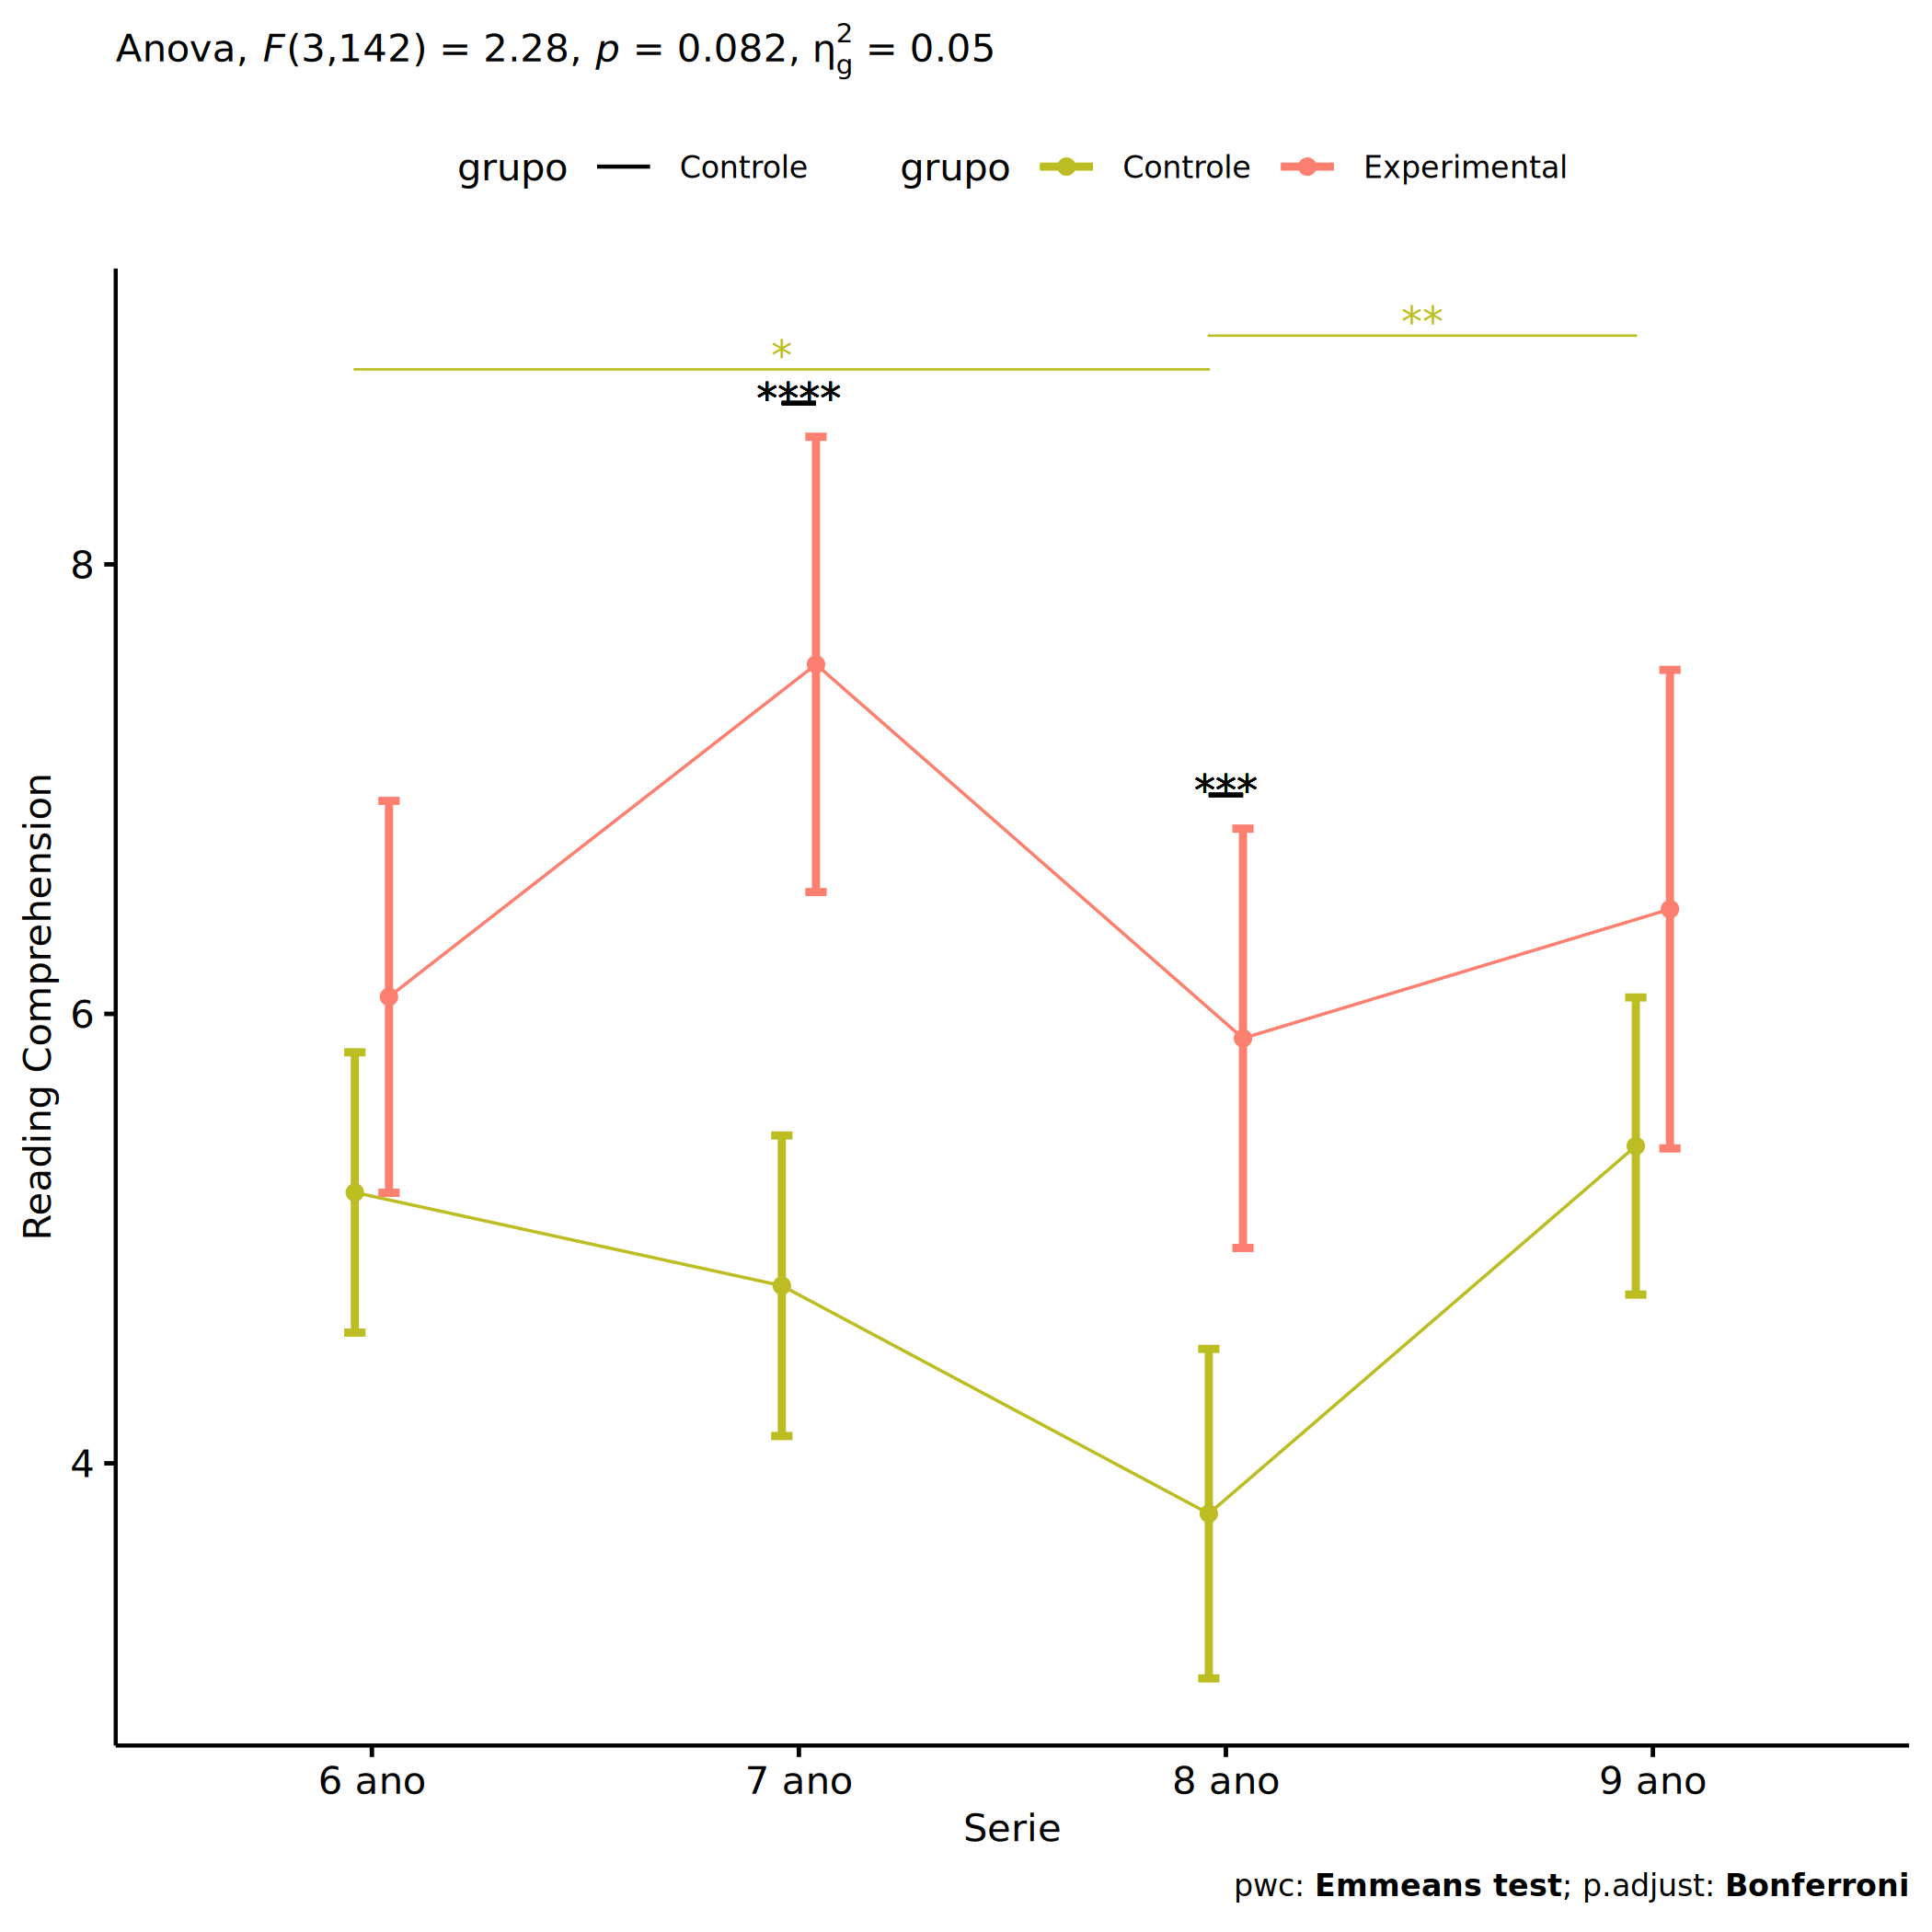 Anova, F(3,142) = 2.28, p = 0.082, η²g = 0.05
grupo Controle grupo Controle Experimental
**
*
****
***
8
6
4
Reading Comprehension
6 ano 7 ano 8 ano 9 ano
Serie
pwc: Emmeans test; p.adjust: Bonferroni